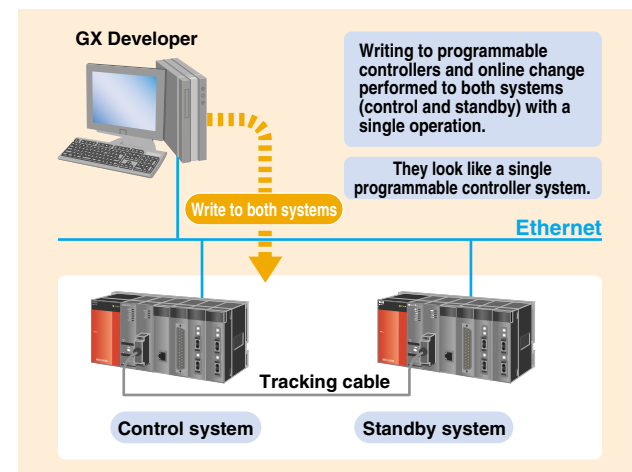 GX Developer
Writing to programmable
controllers and online change
performed to both systems
(control and standby) with a
single operation.
They look like a single
programmable controller system.
Write to both systems
Ethernet
Tracking cable
Control system
Standby system